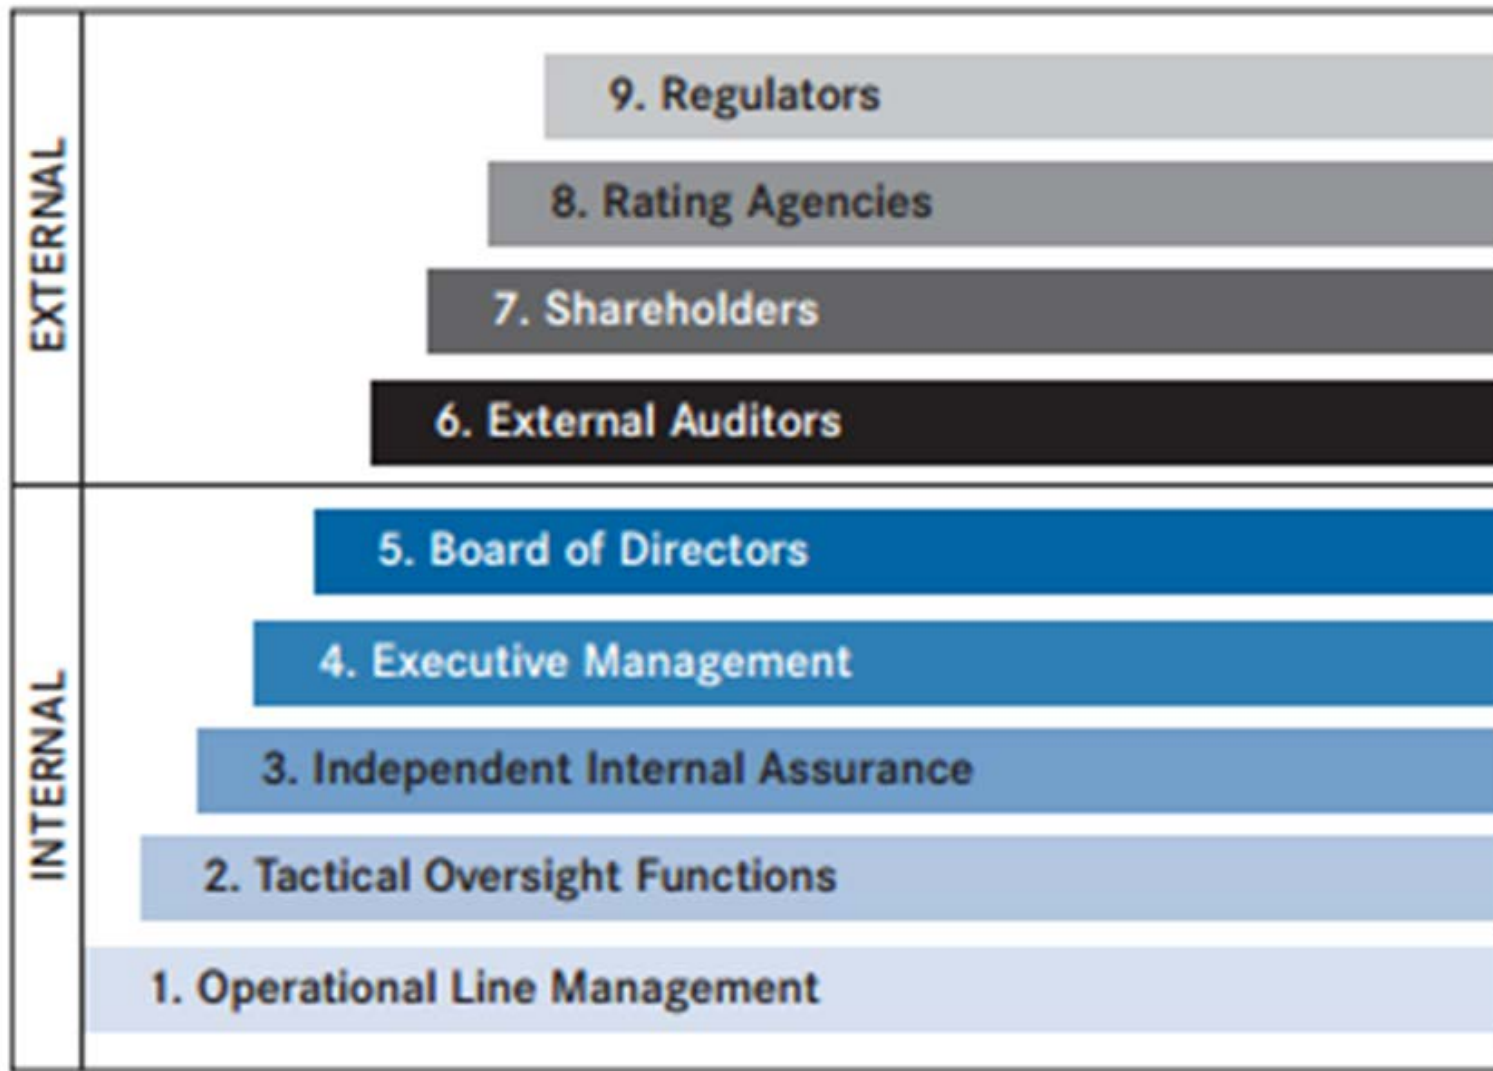 EXTERNAL
9. Regulators
8. Rating Agencies
7. Shareholders
6. External Auditors
INTERNAL
5. Board of Directors
4. Executive Management
3. Independent Internal Assurance
2. Tactical Oversight Functions
1. Operational Line Management